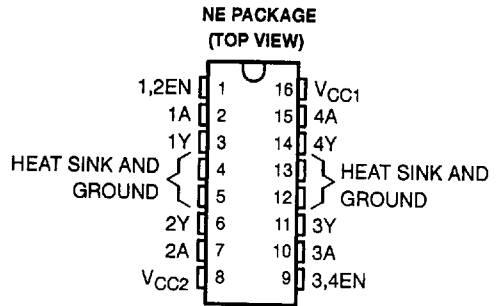 NE PACKAGE
(TOP VIEW)
1,2EN 1 16 VCC1
1A 2 15 4A
1Y 3 14 4Y
HEAT SINK AND GROUND 4 13 HEAT SINK AND GROUND
5 12
2Y 6 11 3Y
2A 7 10 3A
VCC2 8 9 3,4EN